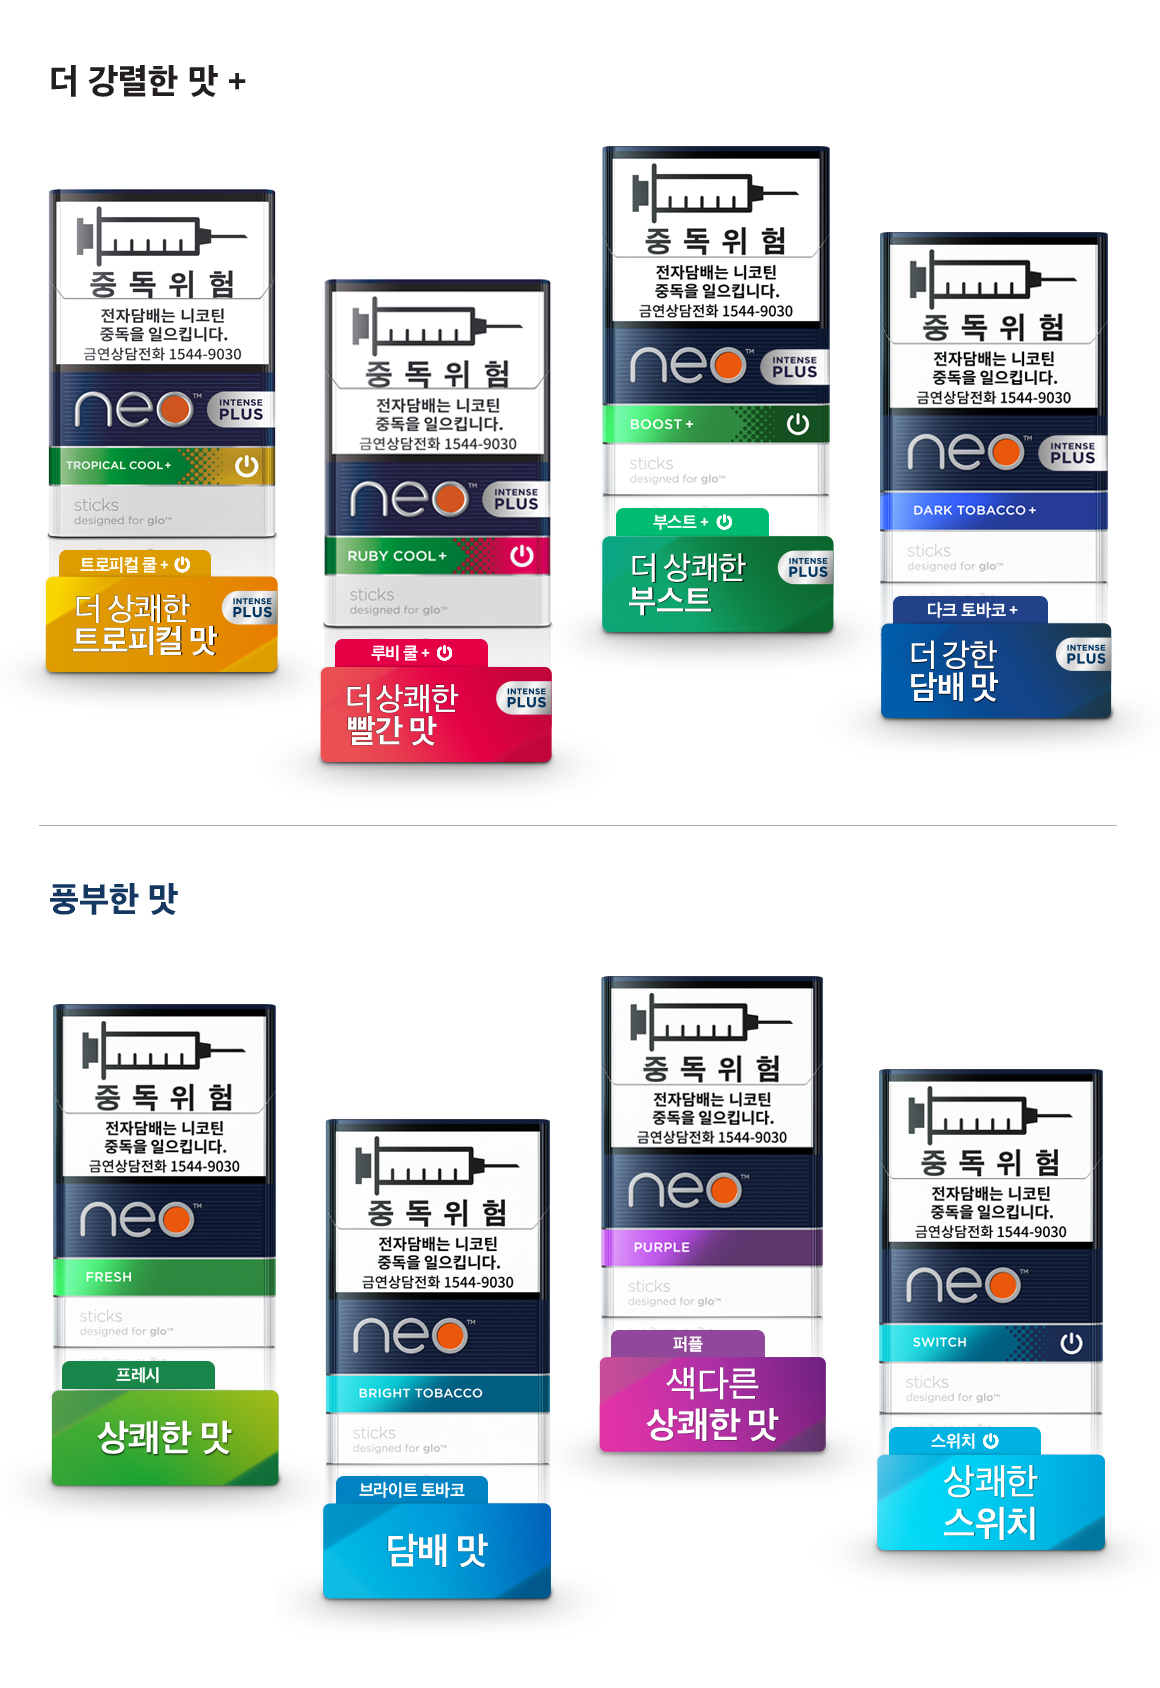 더 강렬한 맛 +
중독위험
전자담배는 니코틴
중독을 일으킵니다.
금연상담전화 1544-9030
neo™
INTENSE
PLUS
TROPICAL COOL+
sticks
designed for glo™
트로피컬 쿨 +
더 상쾌한
트로피컬 맛
INTENSE
PLUS
중독위험
전자담배는 니코틴
중독을 일으킵니다.
금연상담전화 1544-9030
neo™
INTENSE
PLUS
RUBY COOL+
sticks
designed for glo™
루비 쿨 +
더 상쾌한
빨간 맛
INTENSE
PLUS
중독위험
전자담배는 니코틴
중독을 일으킵니다.
금연상담전화 1544-9030
neo™
INTENSE
PLUS
BOOST +
sticks
designed for glo™
부스트 +
더 상쾌한
부스트
INTENSE
PLUS
중독위험
전자담배는 니코틴
중독을 일으킵니다.
금연상담전화 1544-9030
neo™
INTENSE
PLUS
DARK TOBACCO +
sticks
designed for glo™
다크 토바코 +
더 강한
담배 맛
INTENSE
PLUS
풍부한 맛
중독위험
전자담배는 니코틴
중독을 일으킵니다.
금연상담전화 1544-9030
neo™
FRESH
sticks
designed for glo™
프레시
상쾌한 맛
중독위험
전자담배는 니코틴
중독을 일으킵니다.
금연상담전화 1544-9030
neo™
BRIGHT TOBACCO
sticks
designed for glo™
브라이트 토바코
담배 맛
중독위험
전자담배는 니코틴
중독을 일으킵니다.
금연상담전화 1544-9030
neo™
PURPLE
sticks
designed for glo™
퍼플
색다른
상쾌한 맛
중독위험
전자담배는 니코틴
중독을 일으킵니다.
금연상담전화 1544-9030
neo™
SWITCH
sticks
designed for glo™
스위치
상쾌한
스위치